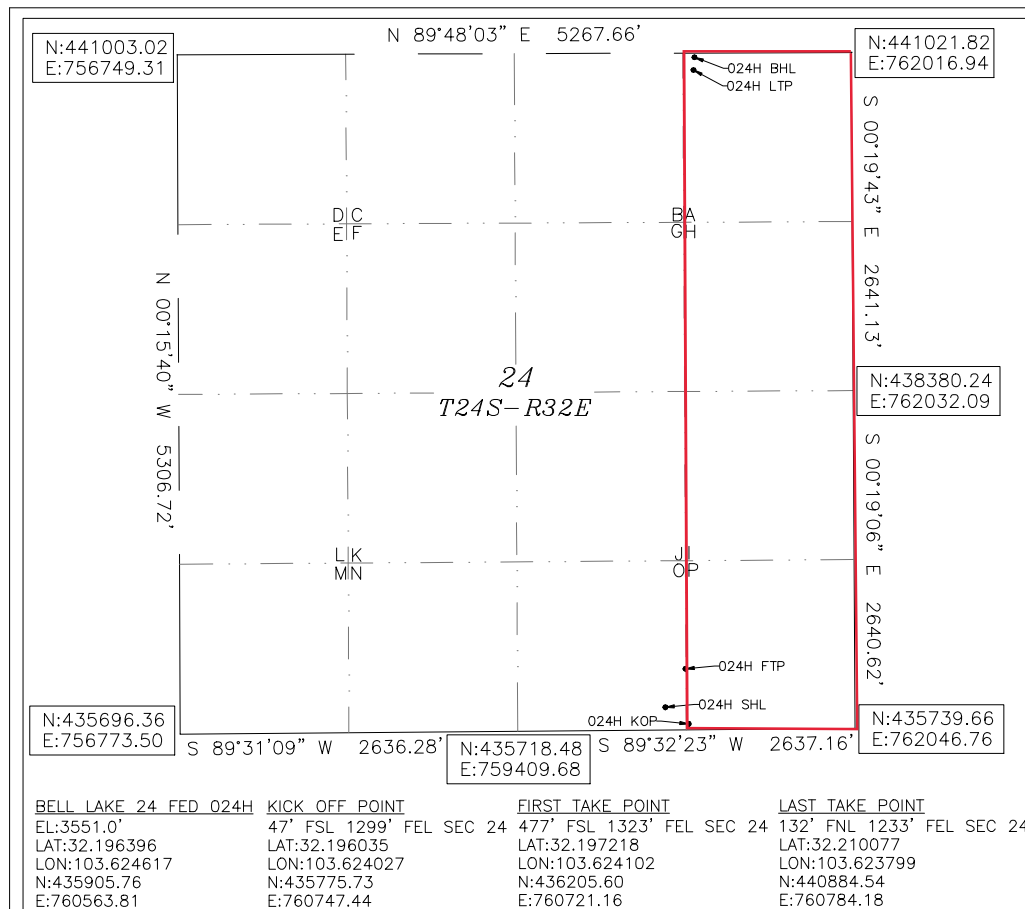 N 89°48'03" E 5267.66'
N:441003.02
E:756749.31
N:441021.82
E:762016.94
024H BHL
024H LTP
S 00°19'43" E 2641.13'
D C
E F
B A
G H
N 00°15'40" W 5306.72'
24
T24S-R32E
N:438380.24
E:762032.09
S 00°19'06" E 2640.62'
L K
M N
J I
O P
024H FTP
024H SHL
024H KOP
N:435696.36
E:756773.50
N:435739.66
E:762046.76
S 89°31'09" W 2636.28'
S 89°32'23" W 2637.16'
N:435718.48
E:759409.68
BELL LAKE 24 FED 024H
EL:3551.0'
LAT:32.196396
LON:103.624617
N:435905.76
E:760563.81
KICK OFF POINT
47' FSL 1299' FEL SEC 24
LAT:32.196035
LON:103.624027
N:435775.73
E:760747.44
FIRST TAKE POINT
477' FSL 1323' FEL SEC 24
LAT:32.197218
LON:103.624102
N:436205.60
E:760721.16
LAST TAKE POINT
132' FNL 1233' FEL SEC 24
LAT:32.210077
LON:103.623799
N:440884.54
E:760784.18